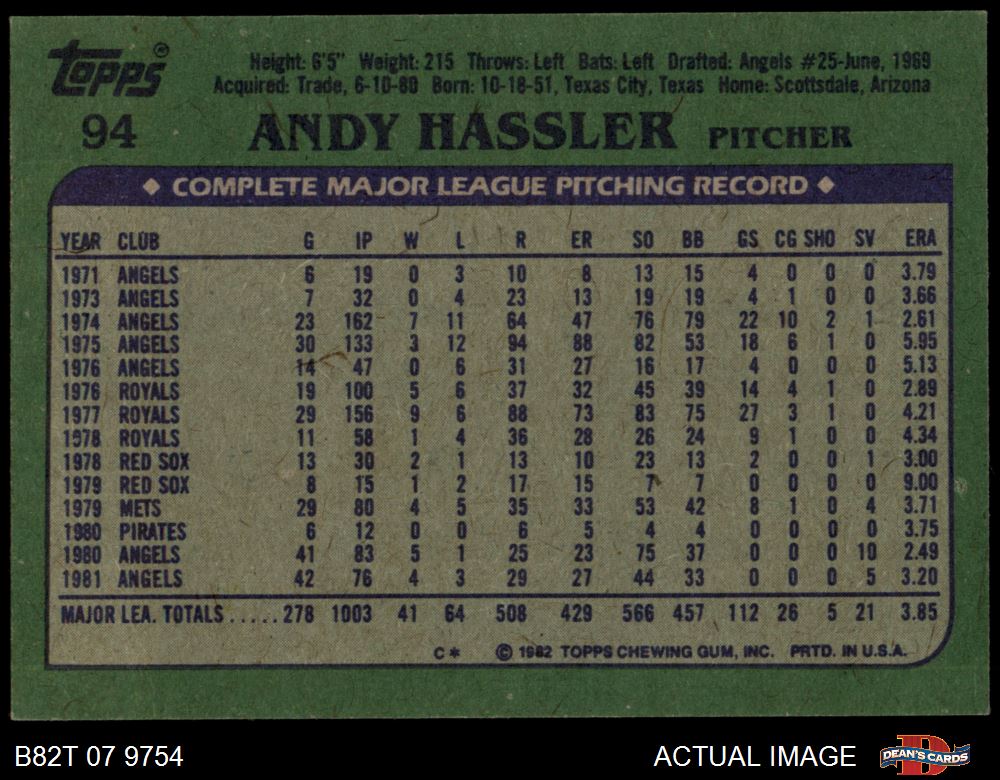 Topps®
Height: 6'5" Weight: 215 Throws: Left Bats: Left Drafted: Angels #25-June, 1969
Acquired: Trade, 6-10-80 Born: 10-18-51, Texas City, Texas Home: Scottsdale, Arizona
94 ANDY HASSLER PITCHER
◆ COMPLETE MAJOR LEAGUE PITCHING RECORD ◆
YEAR CLUB G IP W L R ER SO BB GS CG SHO SV ERA
1971 ANGELS 6 19 0 3 10 8 13 15 4 0 0 0 3.79
1973 ANGELS 7 32 0 4 23 13 19 19 4 1 0 0 3.66
1974 ANGELS 23 162 7 11 64 47 76 79 22 10 2 1 2.61
1975 ANGELS 30 133 3 12 94 88 82 53 18 6 1 0 5.95
1976 ANGELS 14 47 0 6 31 27 16 17 4 0 0 0 5.13
1976 ROYALS 19 100 5 6 37 32 45 39 14 4 1 0 2.89
1977 ROYALS 29 156 9 6 88 73 83 75 27 3 1 0 4.21
1978 ROYALS 11 58 1 4 36 28 26 24 9 1 0 0 4.34
1978 RED SOX 13 30 2 1 13 10 23 13 2 0 0 1 3.00
1979 RED SOX 8 15 1 2 17 15 7 7 0 0 0 0 9.00
1979 METS 29 80 4 5 35 33 53 42 8 1 0 4 3.71
1980 PIRATES 6 12 0 0 6 5 4 4 0 0 0 0 3.75
1980 ANGELS 41 83 5 1 25 23 75 37 0 0 0 10 2.49
1981 ANGELS 42 76 4 3 29 27 44 33 0 0 0 5 3.20
MAJOR LEA. TOTALS ..... 278 1003 41 64 508 429 566 457 112 26 5 21 3.85
C* © 1982 TOPPS CHEWING GUM, INC. PRTD. IN U.S.A.
B82T 07 9754 ACTUAL IMAGE D DEAN'S CARDS